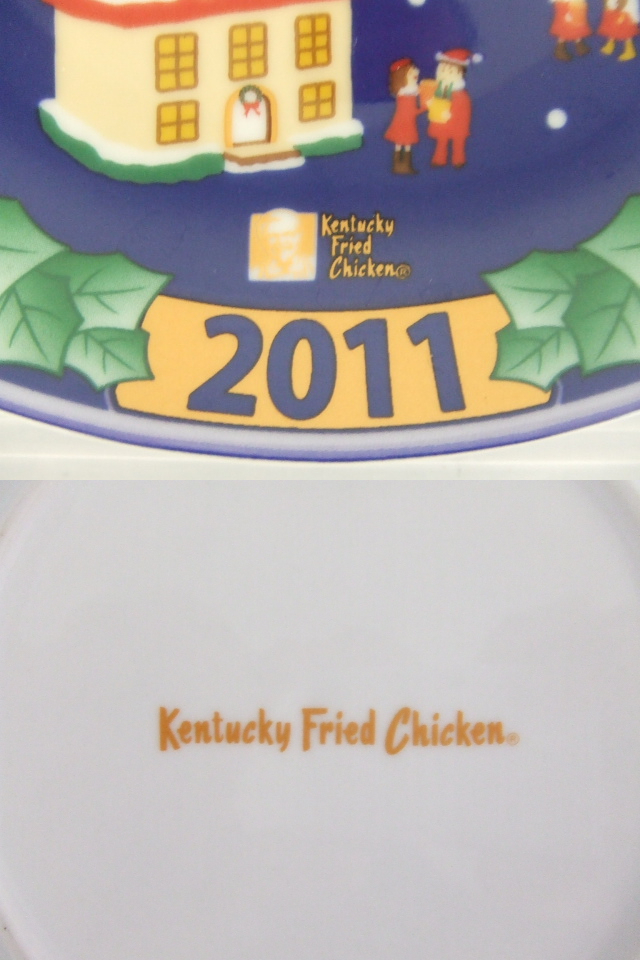 Kentucky
Fried
Chicken®
2011
Kentucky Fried Chicken®